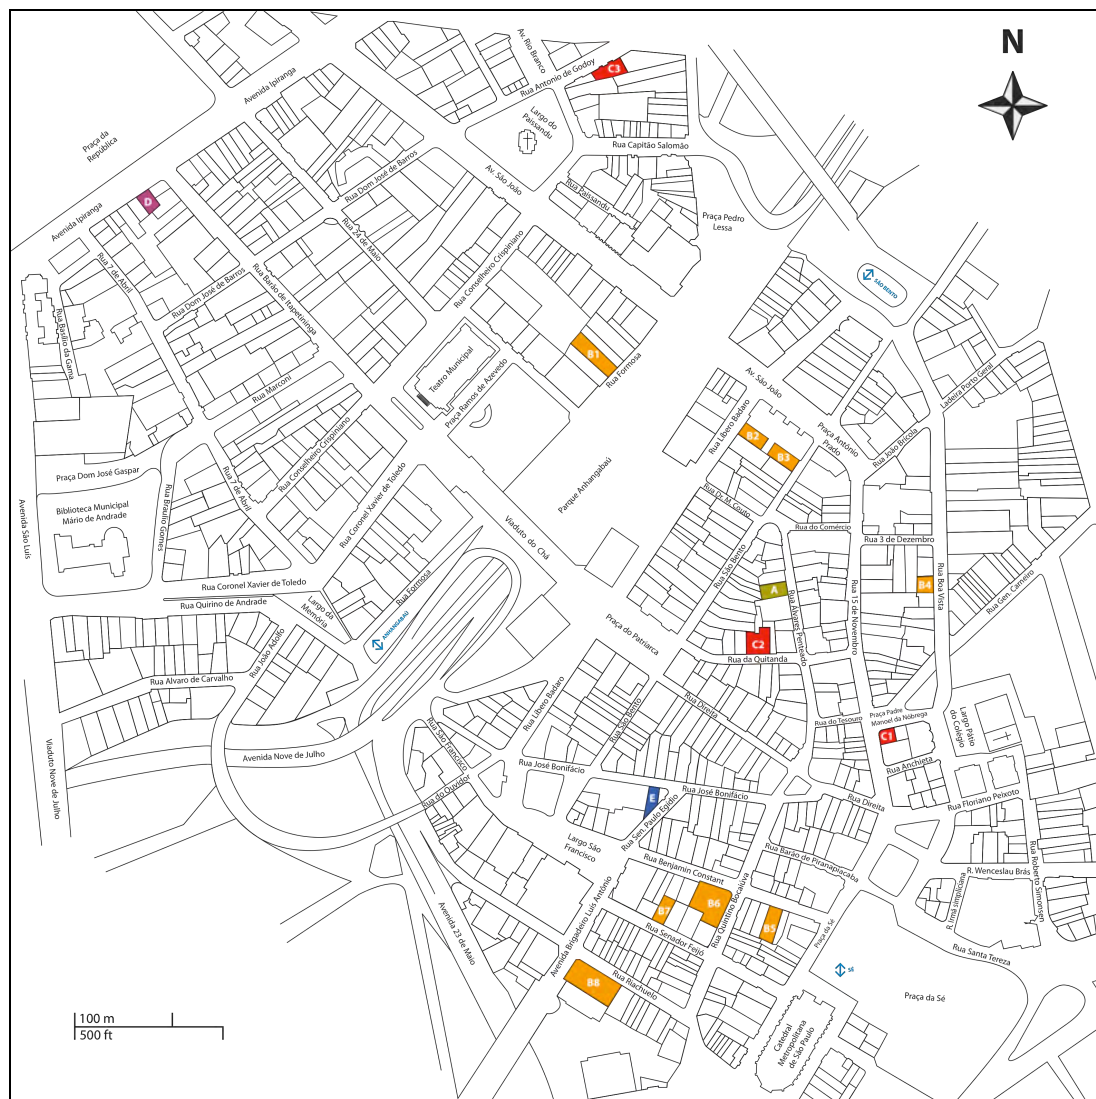 N
Av. Rio Branco
Rua Antonio de Godoy
C3
Avenida Ipiranga
Largo do
Paissandu
Praça da
República
Rua Capitão Salomão
Rua Dom José de Barros
Av. São João
Rua Paissandu
D
Avenida Ipiranga
Praça Pedro
Lessa
Rua 24 de Maio
Rua Conselheiro Crispiniano
Rua 7 de Abril
Rua Dom José de Barros
Rua Barão de Itapetininga
SÃO BENTO
Rua Basílio da Gama
Teatro Municipal
B1
Rua Formosa
Praça Ramos de Azevedo
Rua Marconi
Av. São João
Ladeira Porto Geral
Rua Conselheiro Crispiniano
Rua Líbero Badaro
B2
B3
Praça Antônio
Prado
Rua João Brícola
Praça Dom José Gaspar
Rua 7 de Abril
Rua Coronel Xavier de Toledo
Parque Anhangabaú
Rua Dr. M. Couto
Avenida São Luís
Biblioteca Municipal
Mário de Andrade
Rua Bráulio Gomes
Viaduto do Chá
Rua do Comércio
Rua 3 de Dezembro
Rua São Bento
Rua Formosa
Rua Coronel Xavier de Toledo
Rua Quirino de Andrade
Largo da
Memória
ANHANGABAÚ
A
B4
Rua Boa Vista
Rua Gen. Carneiro
Rua Álvares Penteado
Rua 15 de Novembro
Praça do Patriarca
C2
Rua da Quitanda
Rua João Adolfo
Rua Alvaro de Carvalho
Rua Líbero Badaro
Rua São Bento
Rua Direita
Rua do Tesouro
Praça Padre
Manoel da Nóbrega
Largo Pátio
do Colégio
C1
Rua Anchieta
Rua São Francisco
Viaduto Nove de Julho
Avenida Nove de Julho
Rua José Bonifácio
Rua do Ouvidor
E
Rua José Bonifácio
Rua Sen. Paulo Egídio
Rua Direita
Rua Floriano Peixoto
Largo São
Francisco
Rua Benjamin Constant
Rua Barão de Piranapiacaba
R. Wenceslau Brás
Rua Roberto Simonsen
R. Irmã simpliciana
Avenida Brigadeiro Luis Antônio
B7
B6
Rua Quintino Bocaiúva
B5
Praça da Sé
Rua Senador Feijó
Avenida 23 de Maio
Rua Santa Tereza
B8
Rua Riachuelo
SÉ
Praça da Sé
Catedral
Metropolitana
de São Paulo
100 m
500 ft